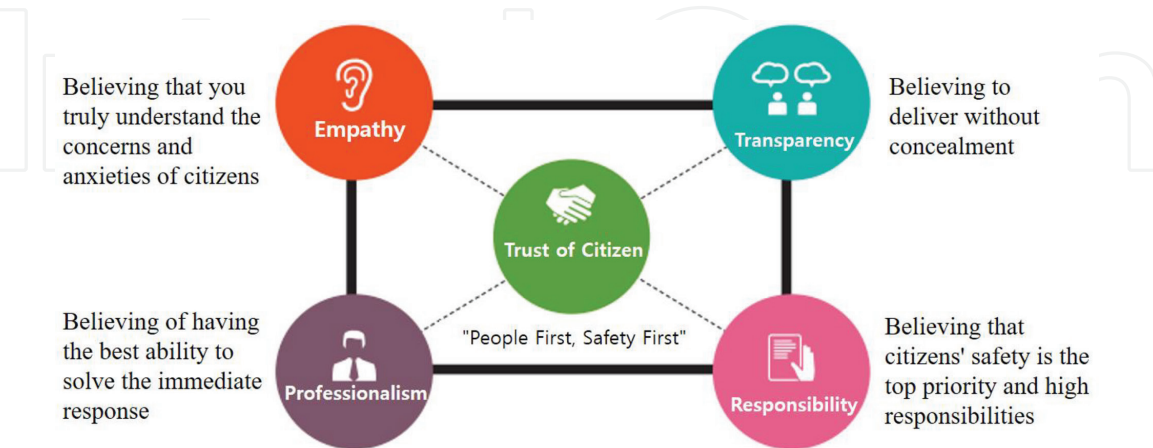 Believing that you
truly understand the
concerns and
anxieties of citizens
Empathy
Transparency
Believing to
deliver without
concealment
Trust of Citizen
"People First, Safety First"
Believing of having
the best ability to
solve the immediate
response
Professionalism
Responsibility
Believing that
citizens' safety is the
top priority and high
responsibilities